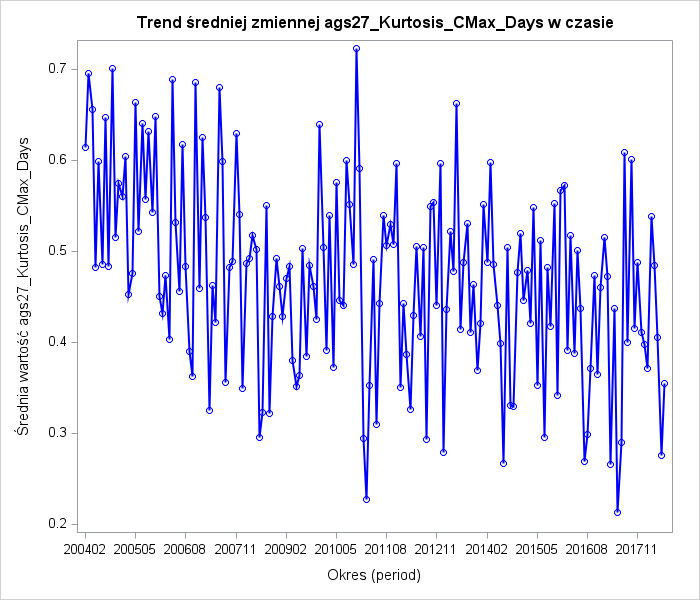 Trend średniej zmiennej ags27_Kurtosis_CMax_Days w czasie
Średnia wartość ags27_Kurtosis_CMax_Days
0.7
0.6
0.5
0.4
0.3
0.2
200402 200505 200608 200711 200902 201005 201108 201211 201402 201505 201608 201711
Okres (period)